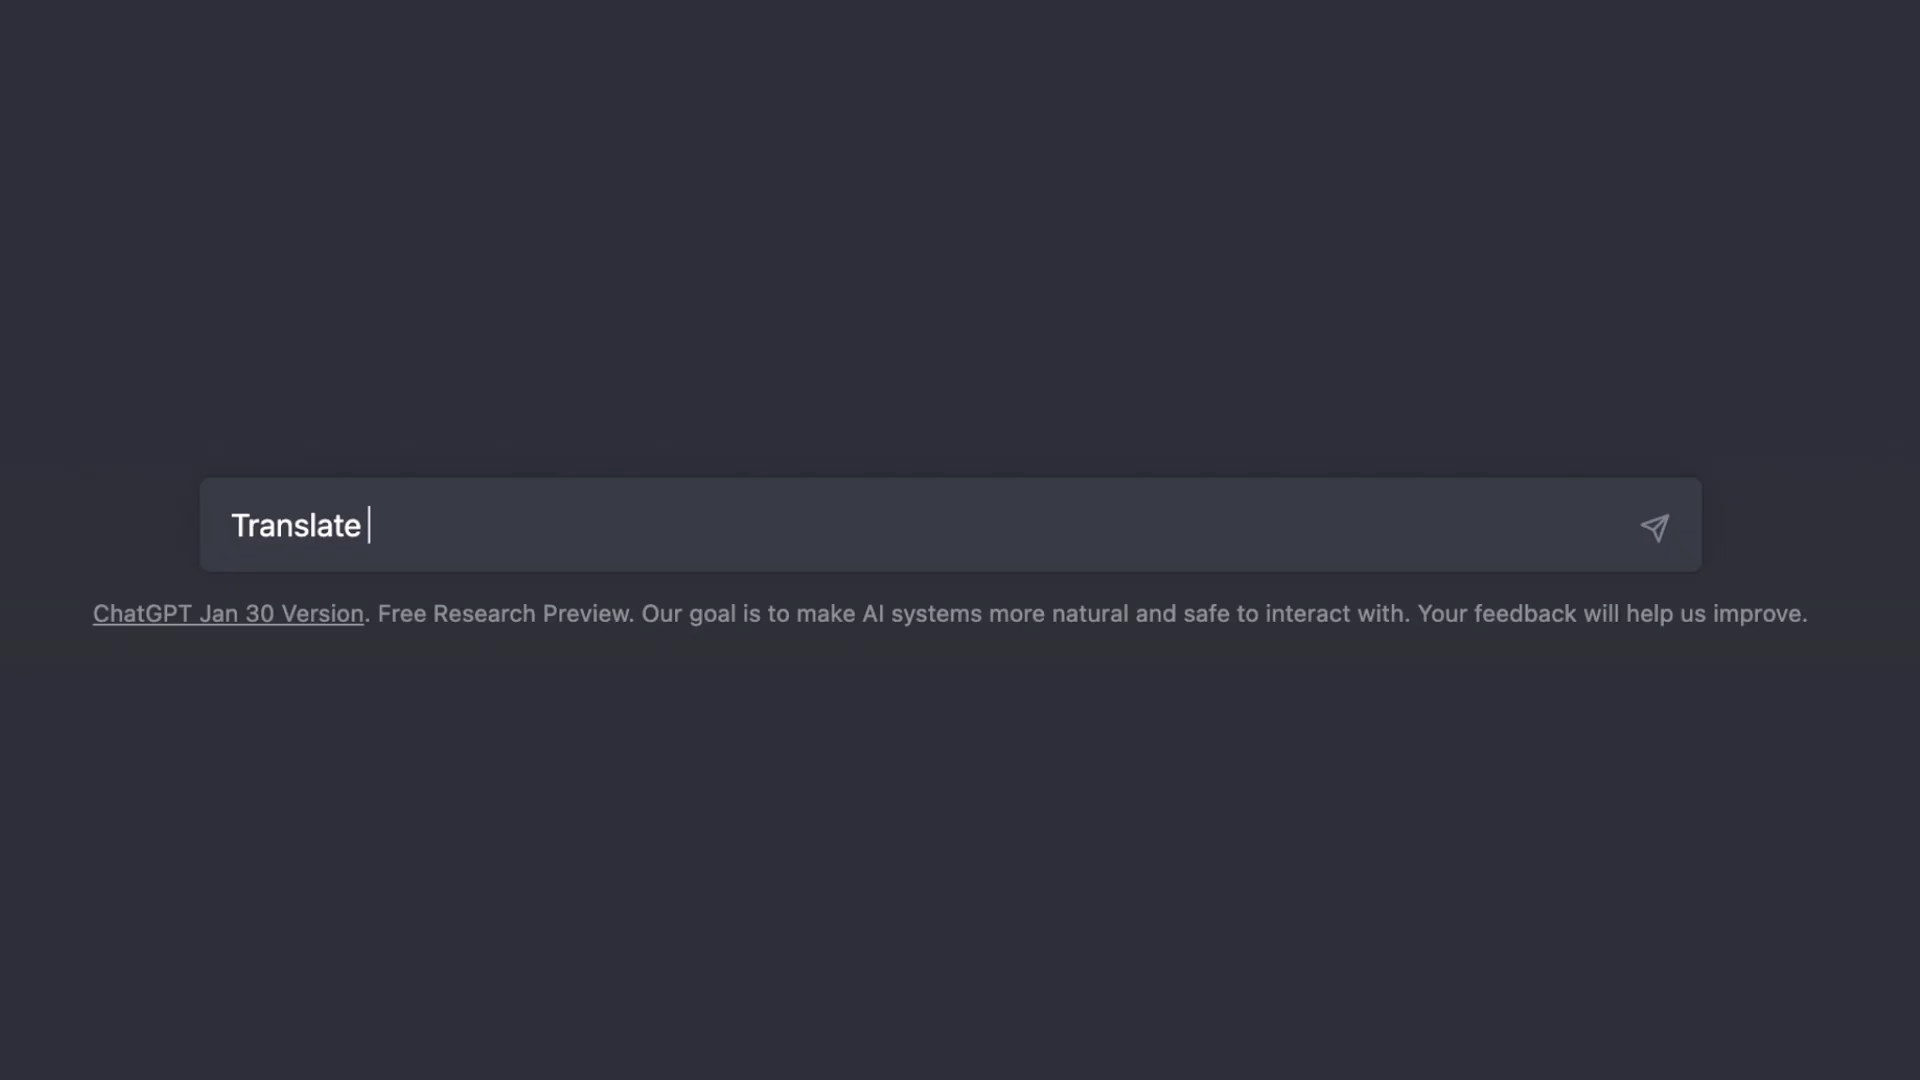 Translate
ChatGPT Jan 30 Version. Free Research Preview. Our goal is to make AI systems more natural and safe to interact with. Your feedback will help us improve.